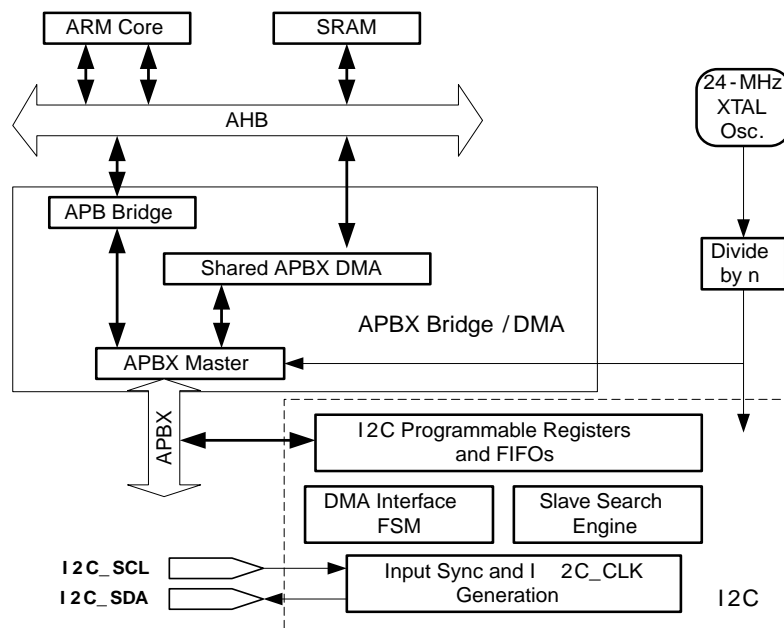 ARM Core
SRAM
24-MHz
XTAL
Osc.
AHB
APB Bridge
Shared APBX DMA
Divide
by n
APBX Bridge / DMA
APBX Master
APBX
I2C Programmable Registers
and FIFOs
DMA Interface
FSM
Slave Search
Engine
I2C_SCL
I2C_SDA
Input Sync and I 2C_CLK
Generation
I2C